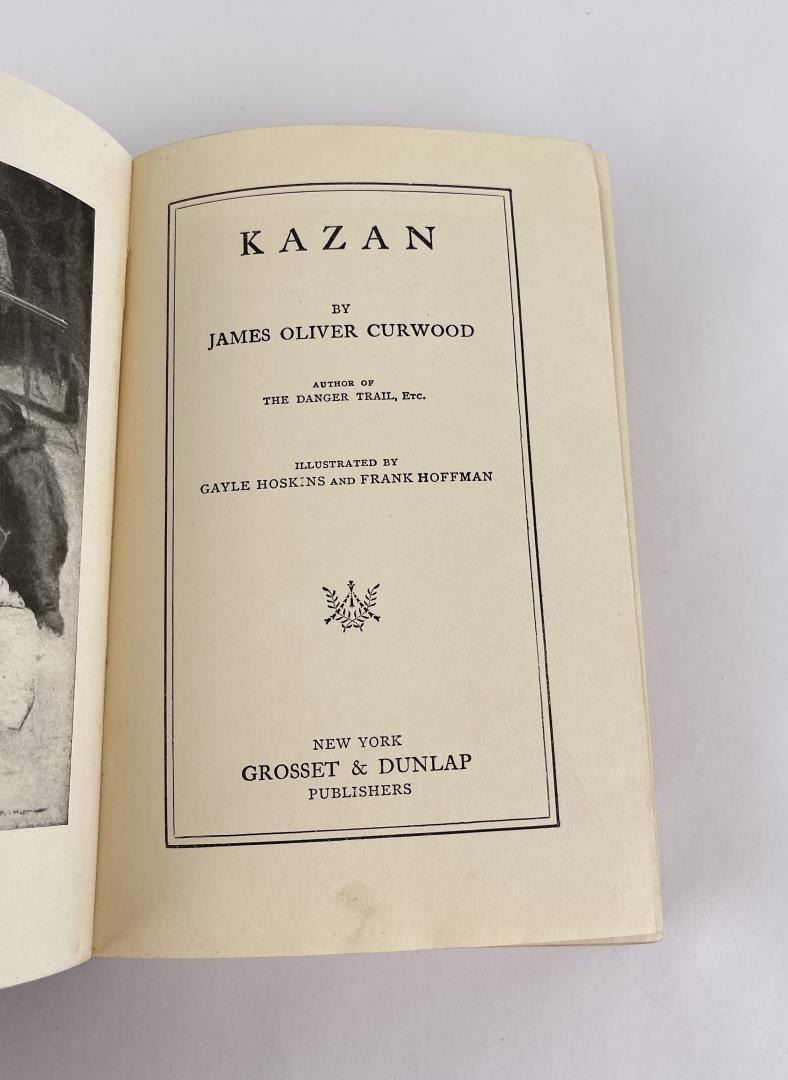 KAZAN
BY
JAMES OLIVER CURWOOD
AUTHOR OF
THE DANGER TRAIL, Etc.
ILLUSTRATED BY
GAYLE HOSKINS AND FRANK HOFFMAN
NEW YORK
GROSSET & DUNLAP
PUBLISHERS